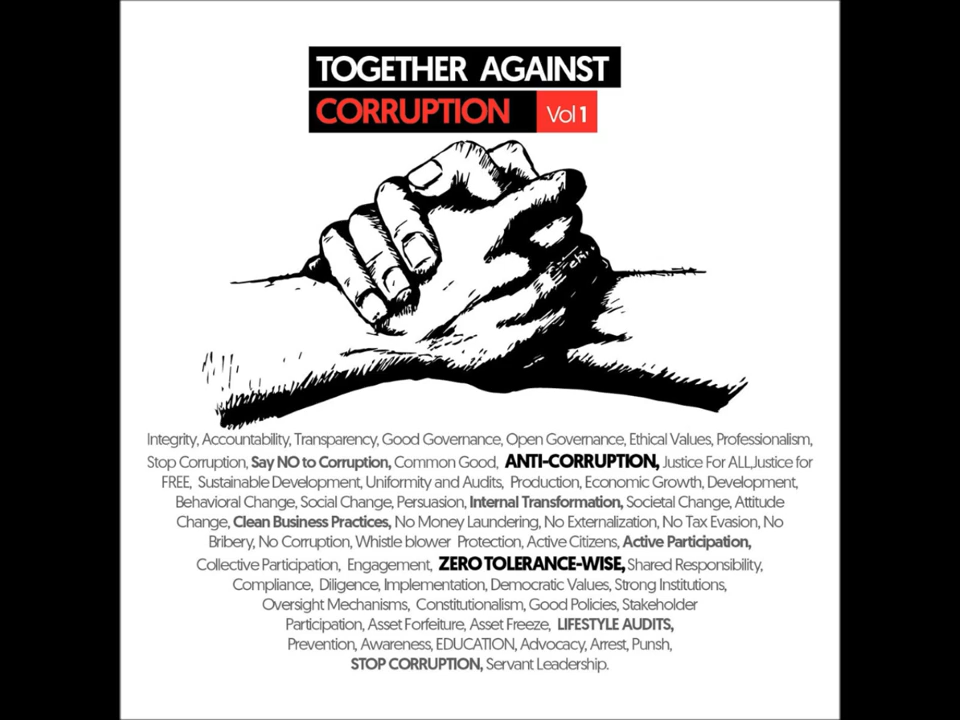 TOGETHER AGAINST
CORRUPTION Vol 1
Integrity, Accountability, Transparency, Good Governance, Open Governance, Ethical Values, Professionalism,
Stop Corruption, Say NO to Corruption, Common Good, ANTI-CORRUPTION, Justice For ALL,Justice for
FREE, Sustainable Development, Uniformity and Audits, Production, Economic Growth, Development,
Behavioral Change, Social Change, Persuasion, Internal Transformation, Societal Change, Attitude
Change, Clean Business Practices, No Money Laundering, No Externalization, No Tax Evasion, No
Bribery, No Corruption, Whistle blower Protection, Active Citizens, Active Participation,
Collective Participation, Engagement, ZERO TOLERANCE-WISE, Shared Responsibility,
Compliance, Diligence, Implementation, Democratic Values, Strong Institutions,
Oversight Mechanisms, Constitutionalism, Good Policies, Stakeholder
Participation, Asset Forfeiture, Asset Freeze, LIFESTYLE AUDITS,
Prevention, Awareness, EDUCATION, Advocacy, Arrest, Punsh,
STOP CORRUPTION, Servant Leadership.